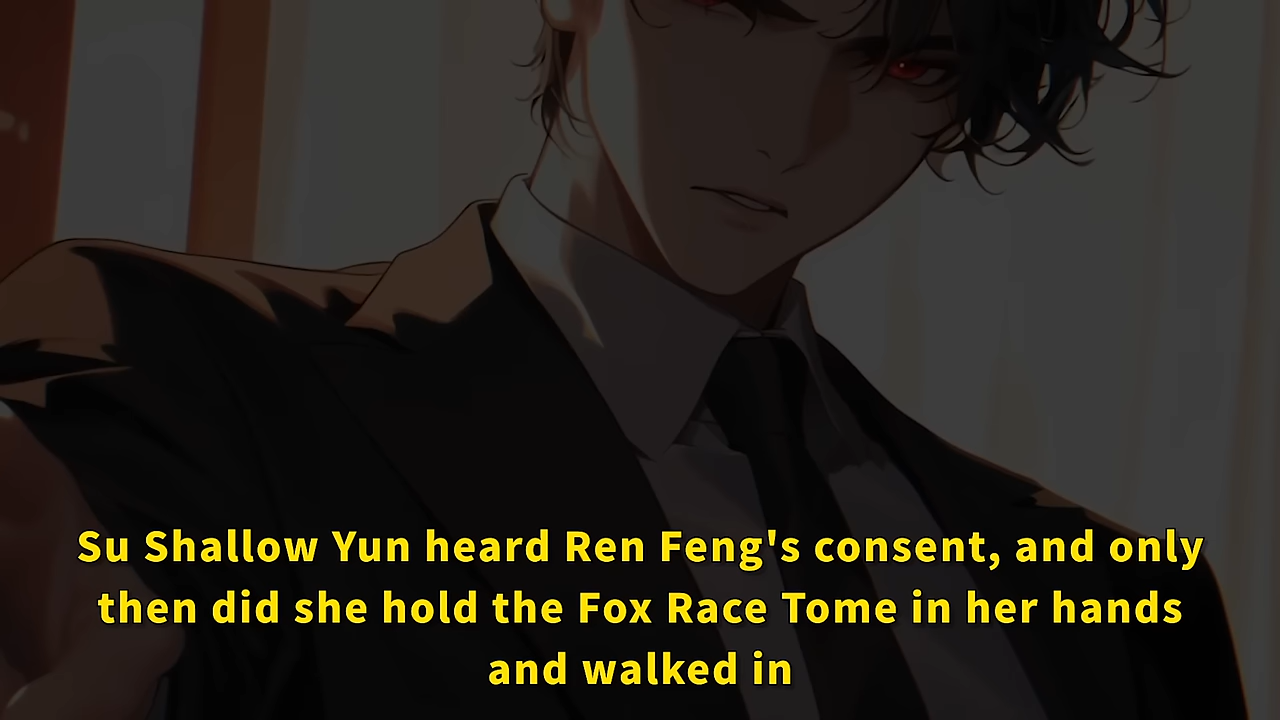 Su Shallow Yun heard Ren Feng's consent, and only
then did she hold the Fox Race Tome in her hands
and walked in